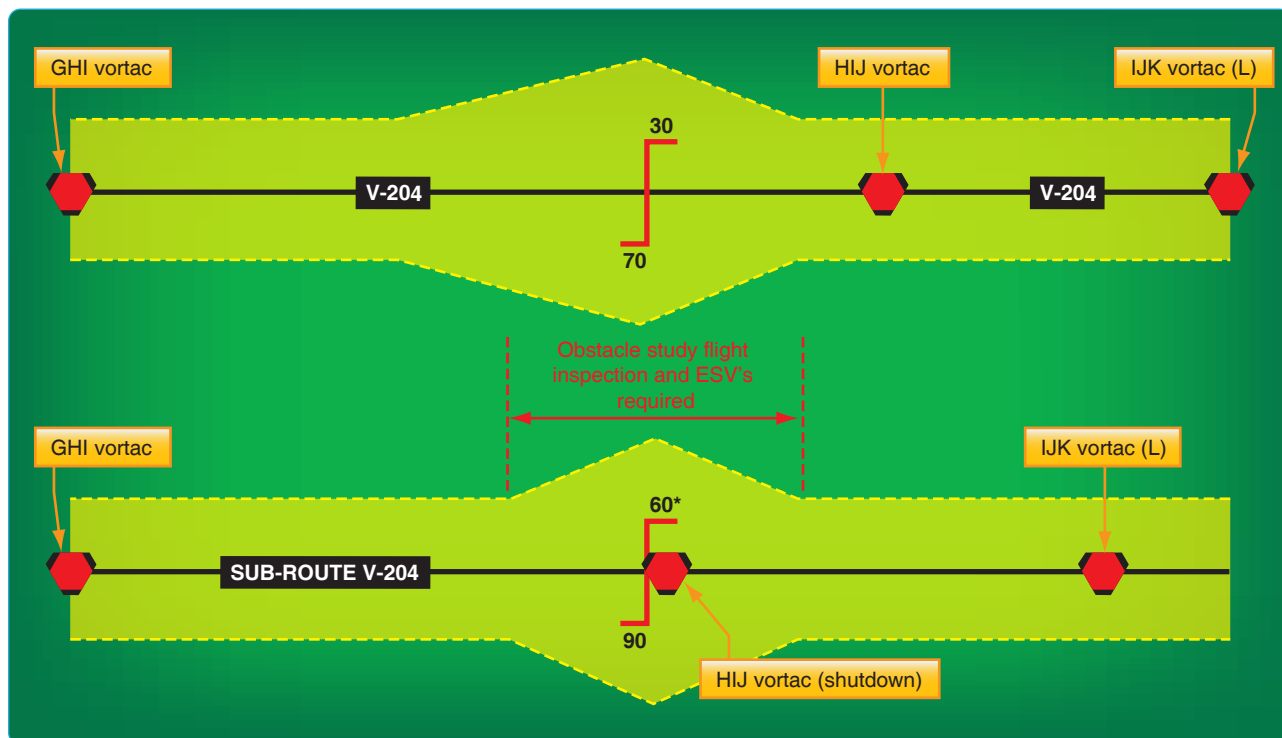 GHI vortac
HIJ vortac
IJK vortac (L)
30
V-204
V-204
70
Obstacle study flight
inspection and ESV's
required
GHI vortac
IJK vortac (L)
60*
SUB-ROUTE V-204
90
HIJ vortac (shutdown)